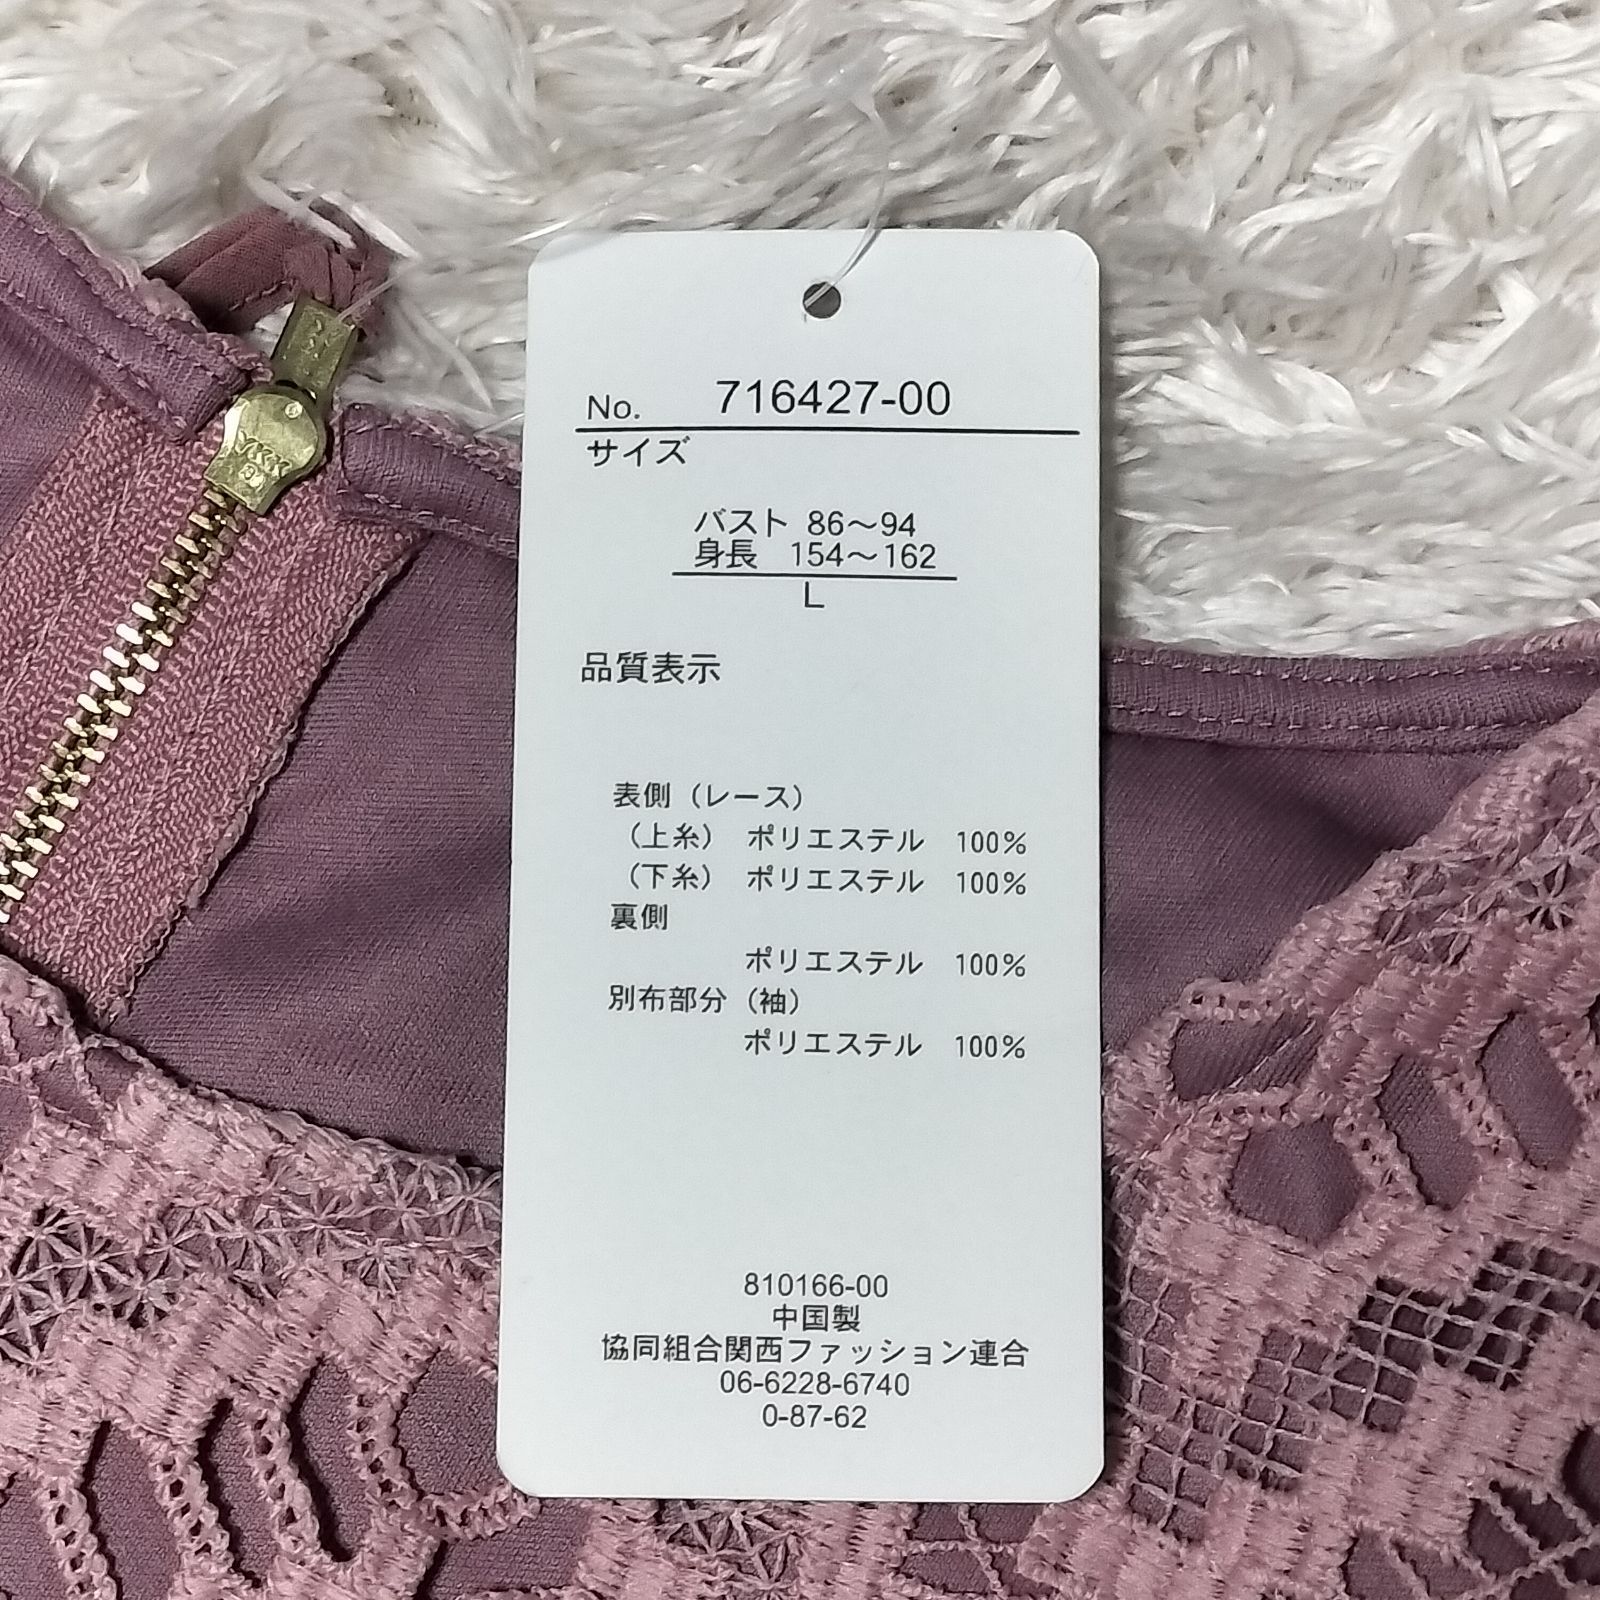 YKK
No. 716427-00
サイズ
バスト 86～94
身長 154～162
L
品質表示
表側（レース）
（上糸） ポリエステル 100%
（下糸） ポリエステル 100%
裏側
ポリエステル 100%
別布部分（袖）
ポリエステル 100%
810166-00
中国製
協同組合関西ファッション連合
06-6228-6740
0-87-62